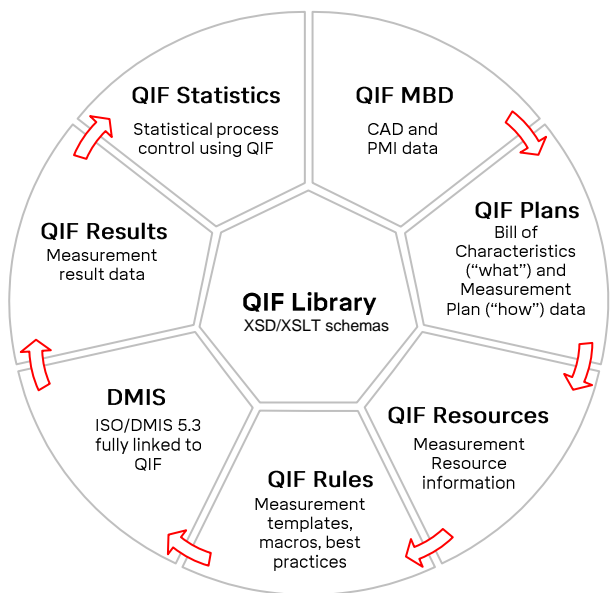 QIF Statistics
Statistical process
control using QIF
QIF MBD
CAD and
PMI data
QIF Plans
Bill of
Characteristics
(“what”) and
Measurement
Plan (“how”) data
QIF Resources
Measurement
Resource
information
QIF Rules
Measurement
templates,
macros, best
practices
DMIS
ISO/DMIS 5.3
fully linked to
QIF
QIF Results
Measurement
result data
QIF Library
XSD/XSLT schemas